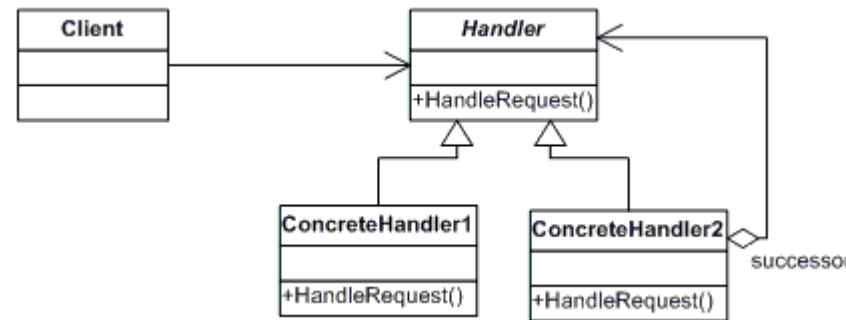 Client
Handler
+HandleRequest()
ConcreteHandler1
+HandleRequest()
ConcreteHandler2
+HandleRequest()
successor